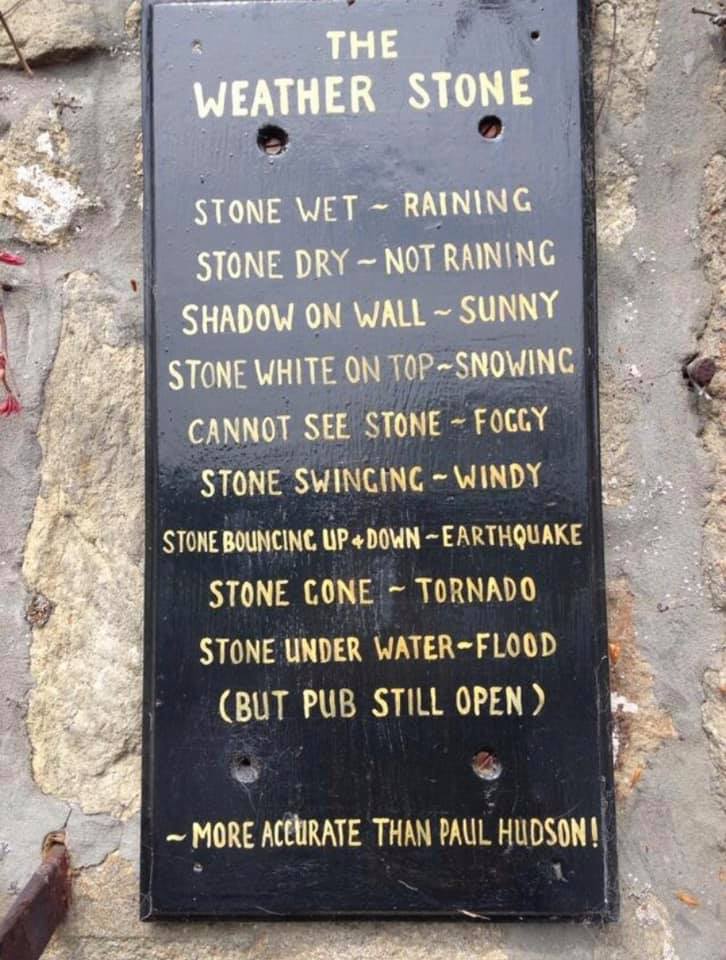 THE
WEATHER STONE
STONE WET ~ RAINING
STONE DRY ~ NOT RAINING
SHADOW ON WALL ~ SUNNY
STONE WHITE ON TOP ~ SNOWING
CANNOT SEE STONE ~ FOGGY
STONE SWINGING ~ WINDY
STONE BOUNCING UP & DOWN ~ EARTHQUAKE
STONE GONE ~ TORNADO
STONE UNDER WATER ~ FLOOD
(BUT PUB STILL OPEN)
~ MORE ACCURATE THAN PAUL HUDSON!